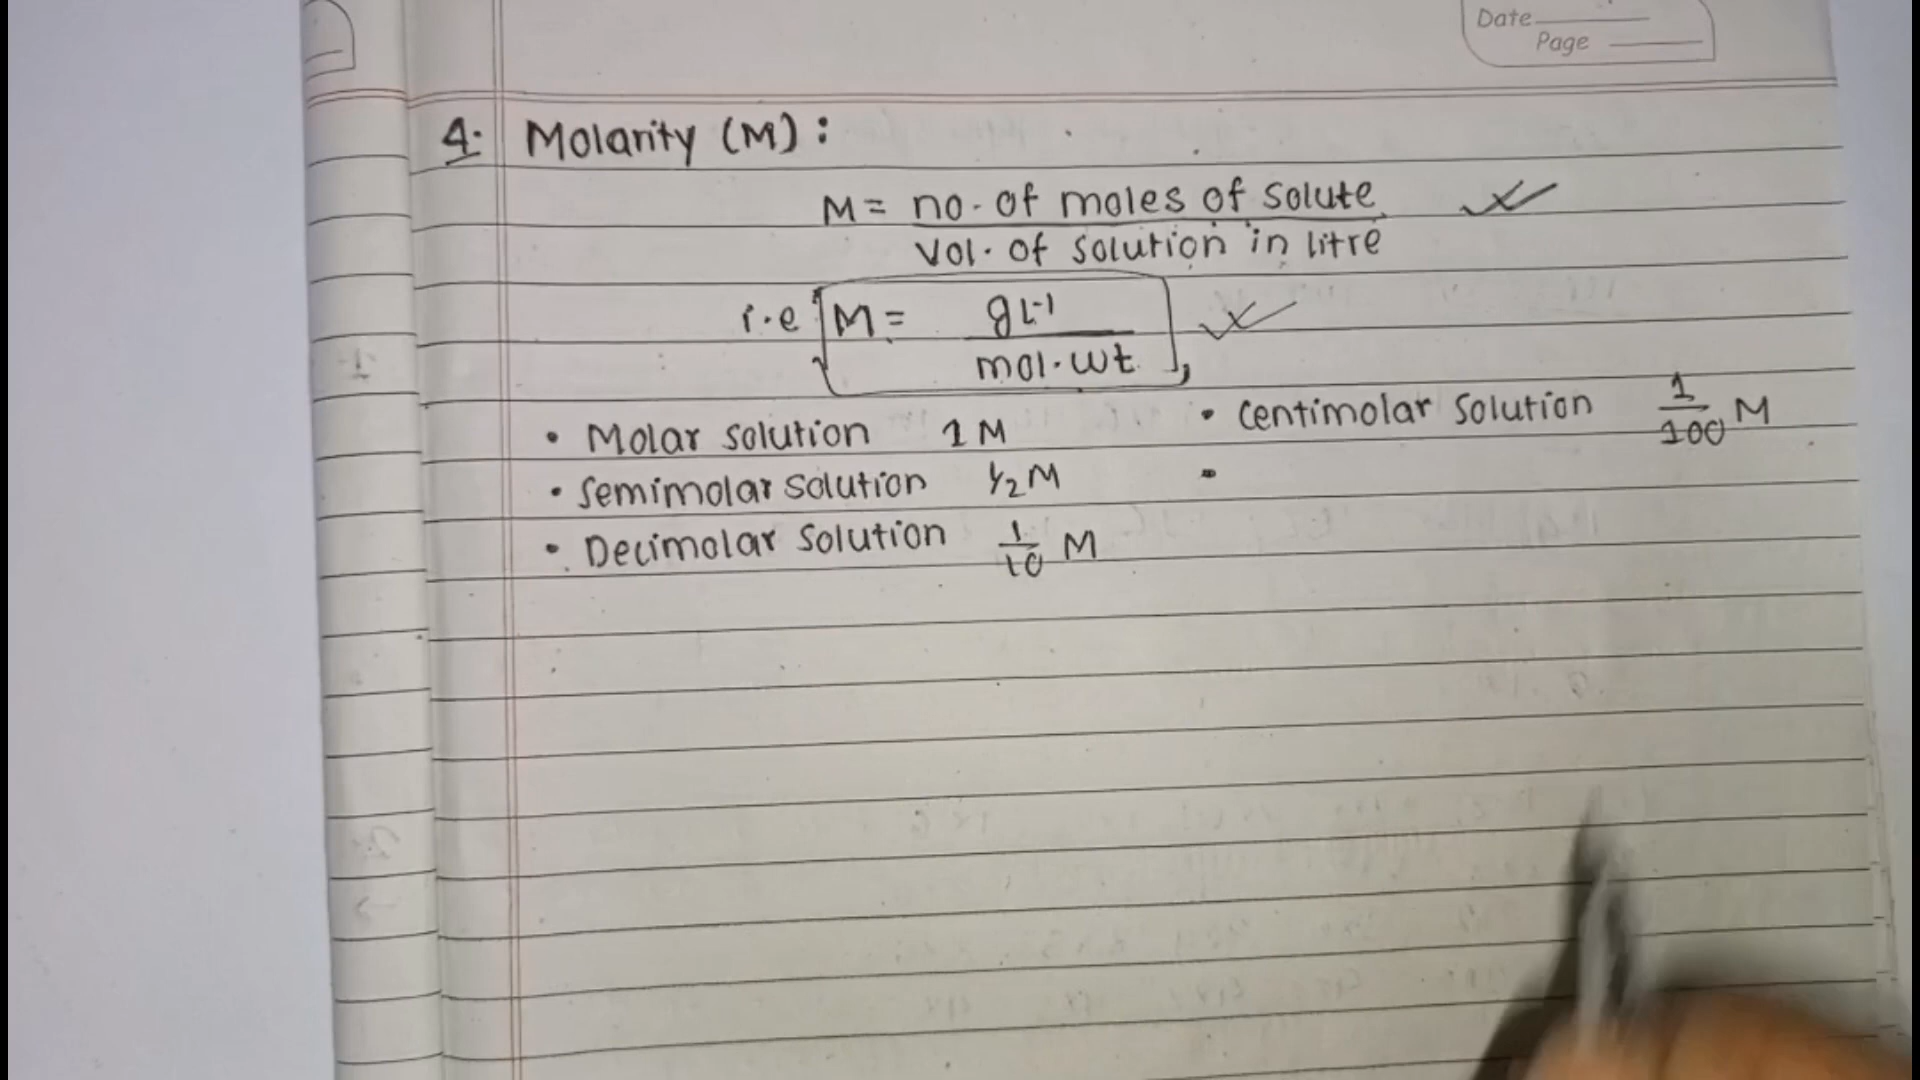 Date
Page
4. Molarity (M) :
M = no. of moles of solute
vol. of solution in litre
i.e M = gL-1
mol. wt
• Molar solution 1M
• Semimolar solution 1/2 M
• Decimolar solution 1/10 M
• Centimolar solution 1/100 M
•